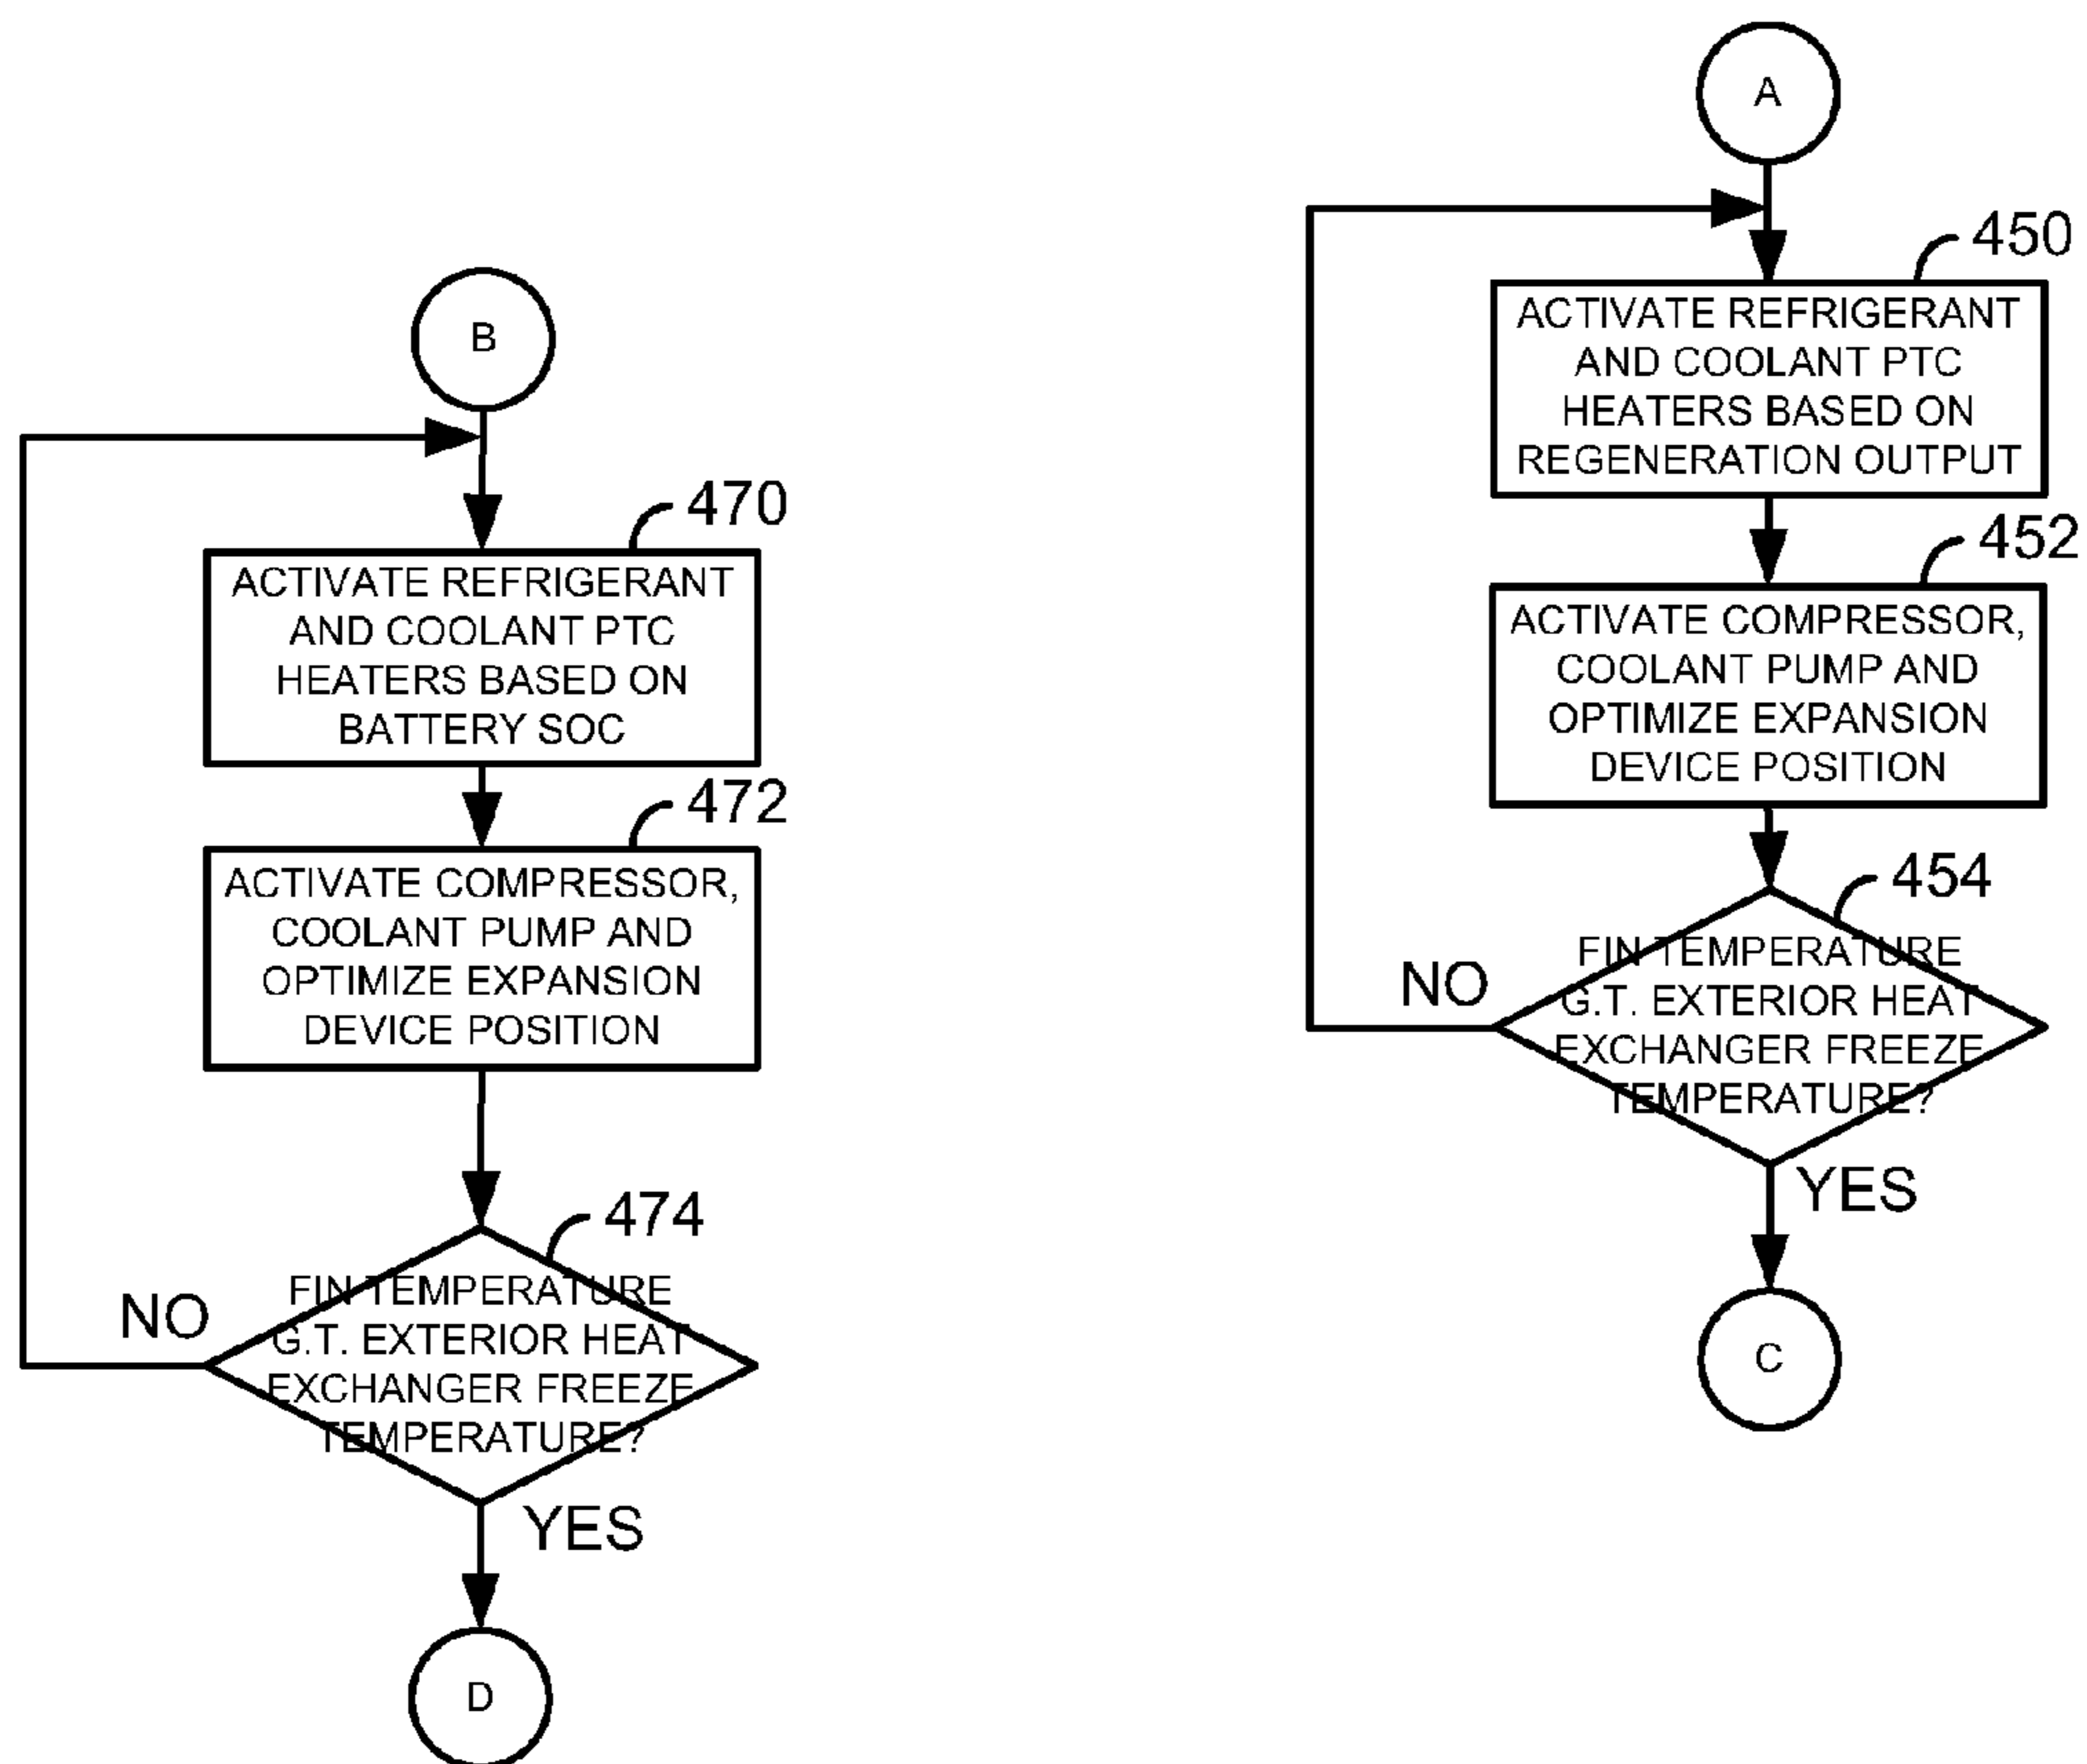 B
470
ACTIVATE REFRIGERANT
AND COOLANT PTC
HEATERS BASED ON
BATTERY SOC
472
ACTIVATE COMPRESSOR,
COOLANT PUMP AND
OPTIMIZE EXPANSION
DEVICE POSITION
474
FIN TEMPERATURE
G.T. EXTERIOR HEAT
EXCHANGER FREEZE
TEMPERATURE?
NO
YES
D
A
450
ACTIVATE REFRIGERANT
AND COOLANT PTC
HEATERS BASED ON
REGENERATION OUTPUT
452
ACTIVATE COMPRESSOR,
COOLANT PUMP AND
OPTIMIZE EXPANSION
DEVICE POSITION
454
FIN TEMPERATURE
G.T. EXTERIOR HEAT
EXCHANGER FREEZE
TEMPERATURE?
NO
YES
C